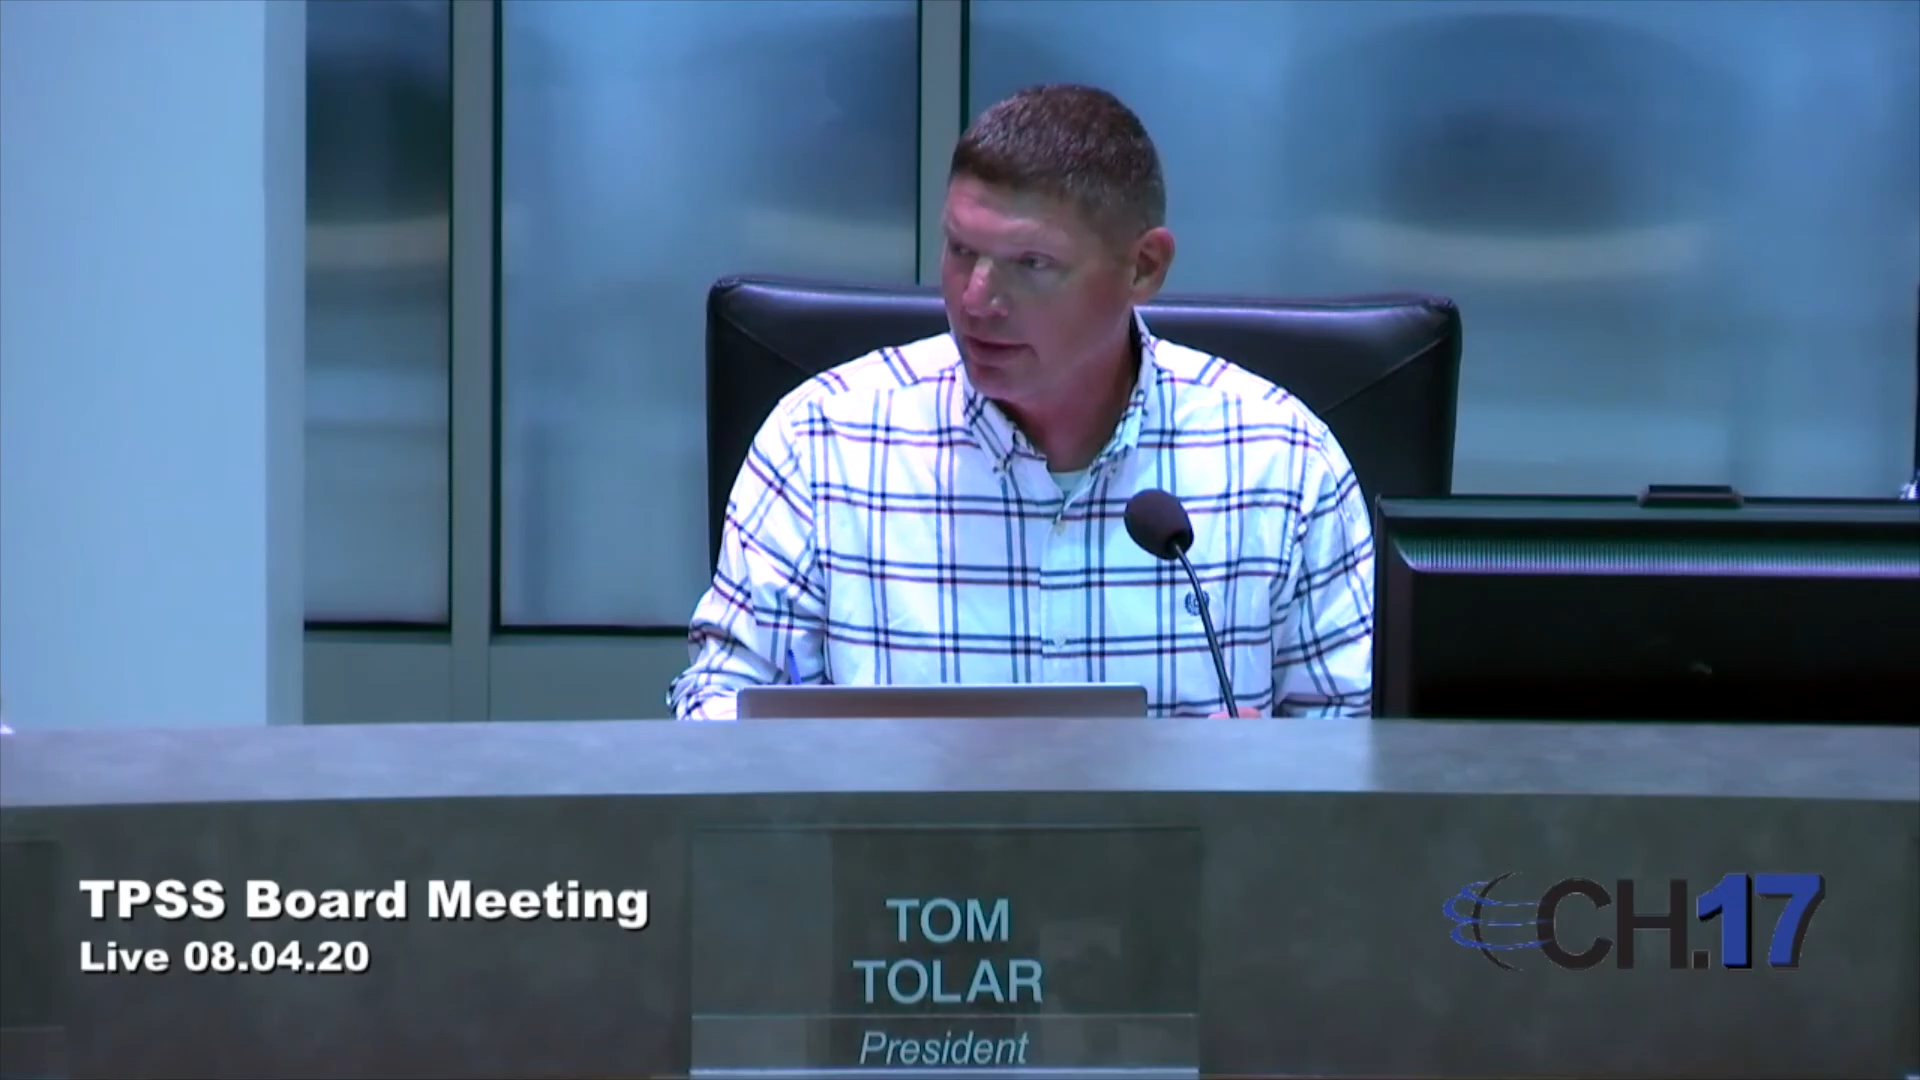 TPSS Board Meeting
Live 08.04.20
TOM
TOLAR
President
CH.17